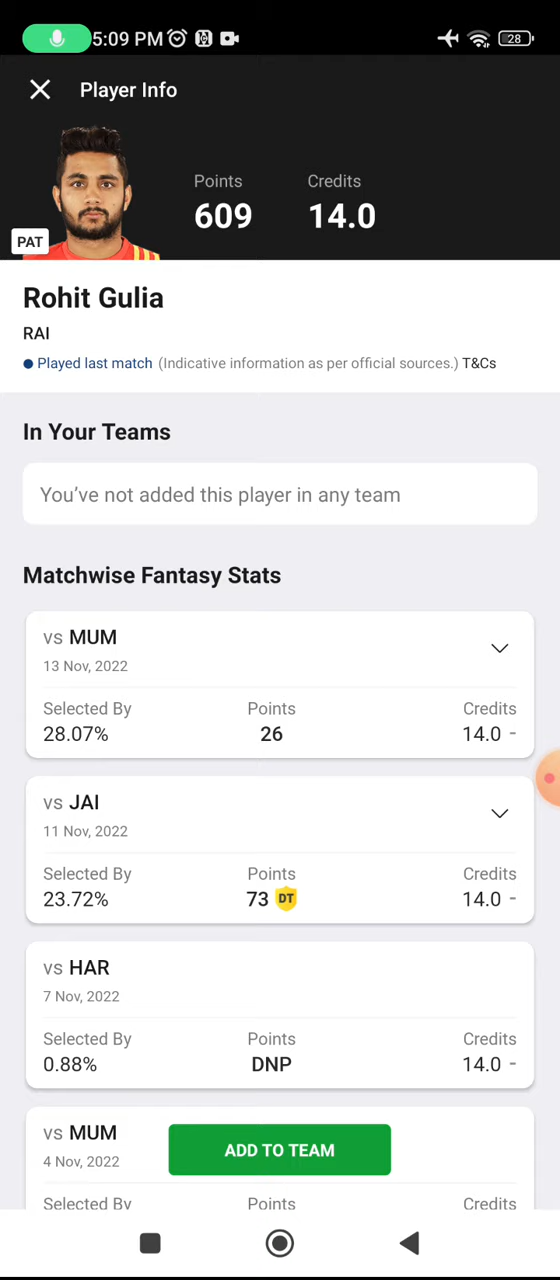 5:09 PM
28
Player Info
Points Credits
609 14.0
PAT
Rohit Gulia
RAI
Played last match (Indicative information as per official sources.) T&Cs
In Your Teams
You've not added this player in any team
Matchwise Fantasy Stats
vs MUM
13 Nov, 2022
Selected By Points Credits
28.07% 26 14.0 -
vs JAI
11 Nov, 2022
Selected By Points Credits
23.72% 73 DT 14.0 -
vs HAR
7 Nov, 2022
Selected By Points Credits
0.88% DNP 14.0 -
vs MUM
4 Nov, 2022
ADD TO TEAM
Selected By Points Credits